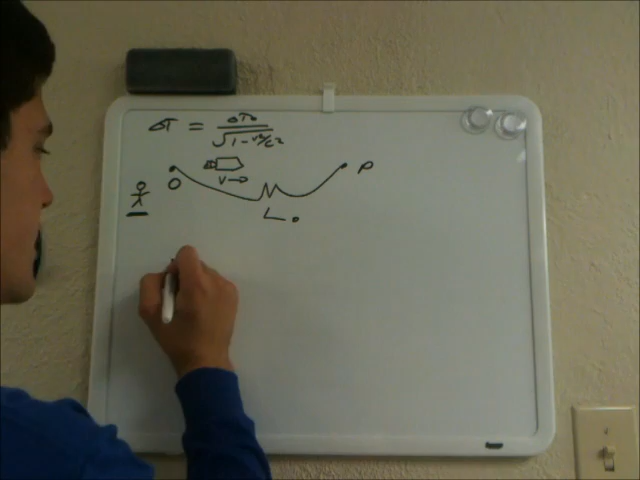 ΔT = ΔT₀ / √(1 - v²/c²)
O V→ P
L₀